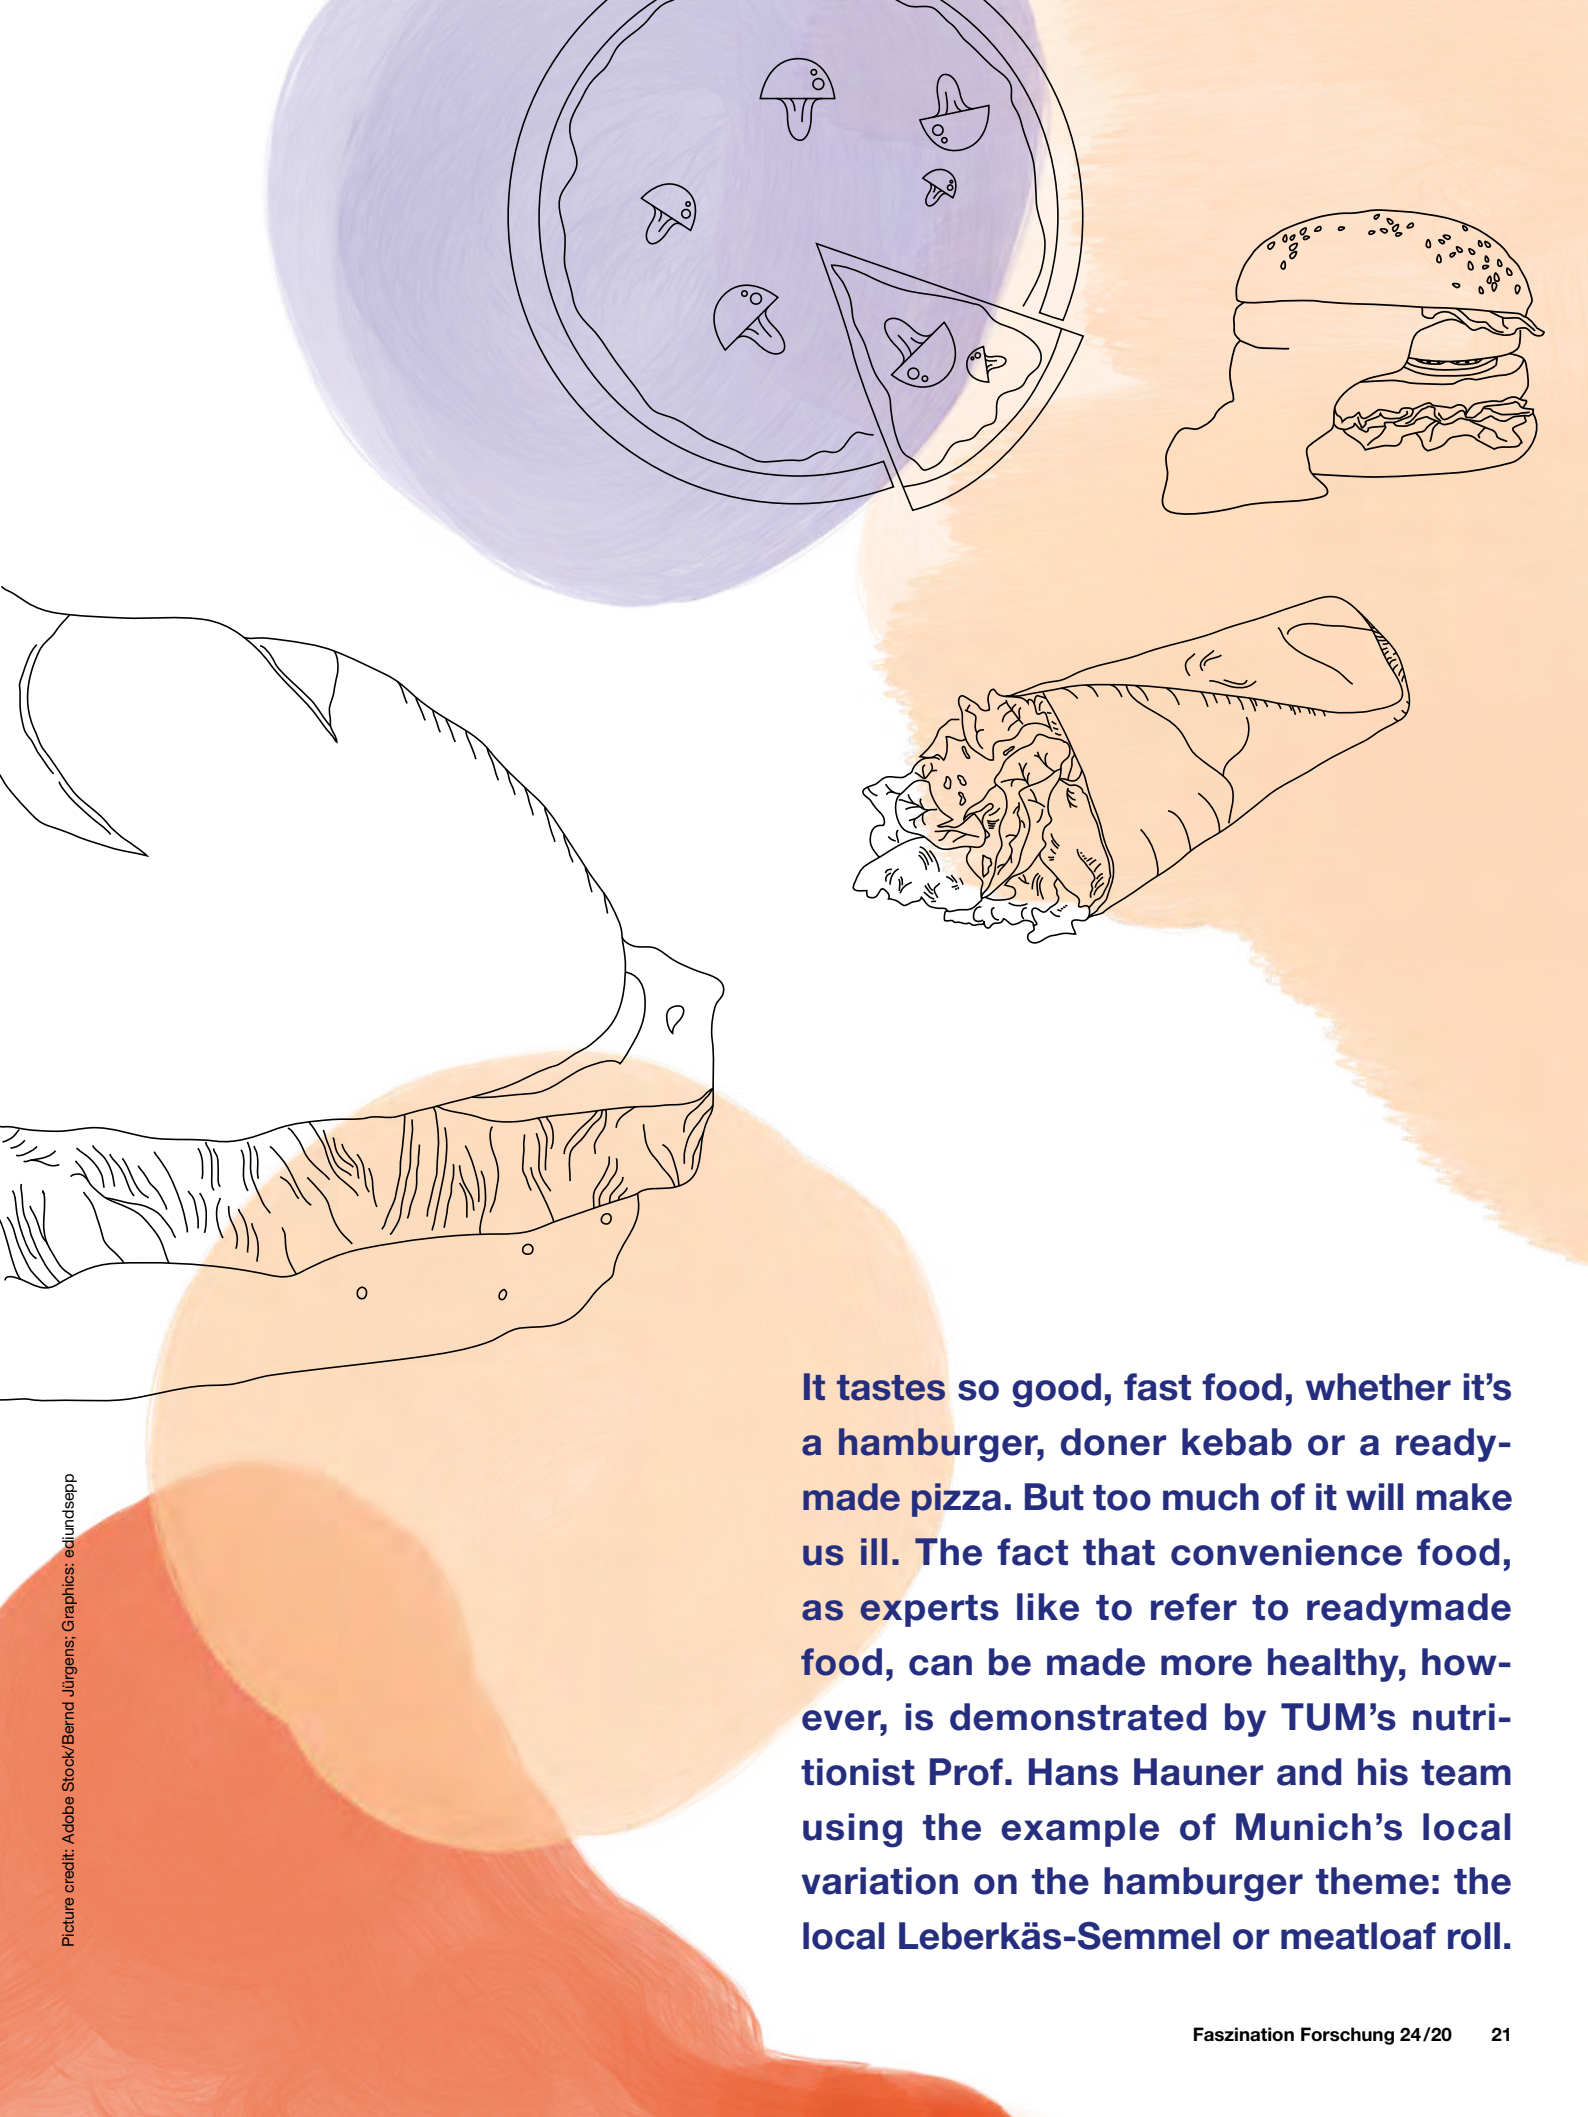 It tastes so good, fast food, whether it’s
a hamburger, doner kebab or a ready-
made pizza. But too much of it will make
us ill. The fact that convenience food,
as experts like to refer to readymade
food, can be made more healthy, how-
ever, is demonstrated by TUM’s nutri-
tionist Prof. Hans Hauner and his team
using the example of Munich’s local
variation on the hamburger theme: the
local Leberkäs-Semmel or meatloaf roll.
Picture credit: Adobe Stock/Bernd Jürgens; Graphics: ediundsepp
Faszination Forschung 24/20 21